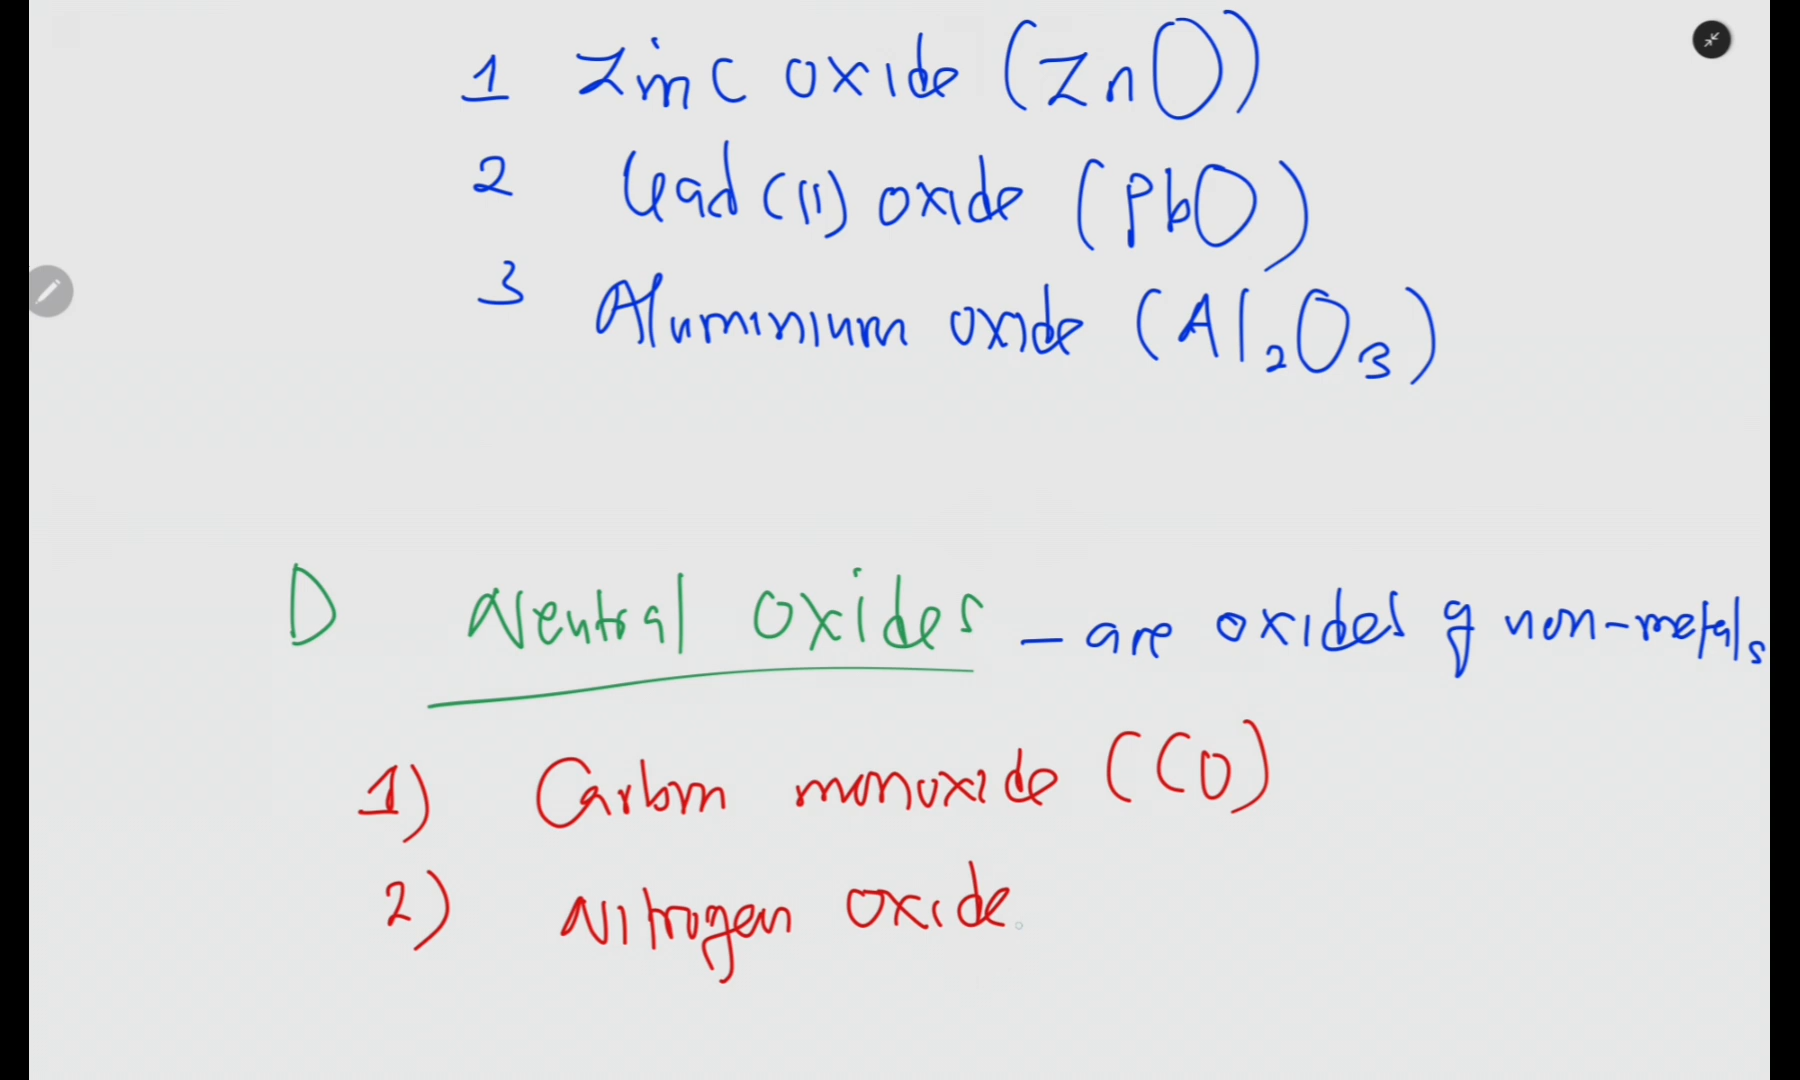 1 Zinc oxide (ZnO)
2 Lead (II) oxide (PbO)
3 Aluminium oxide (Al₂O₃)
D Neutral oxides – are oxides of non-metals
1) Carbon monoxide (CO)
2) Nitrogen oxide